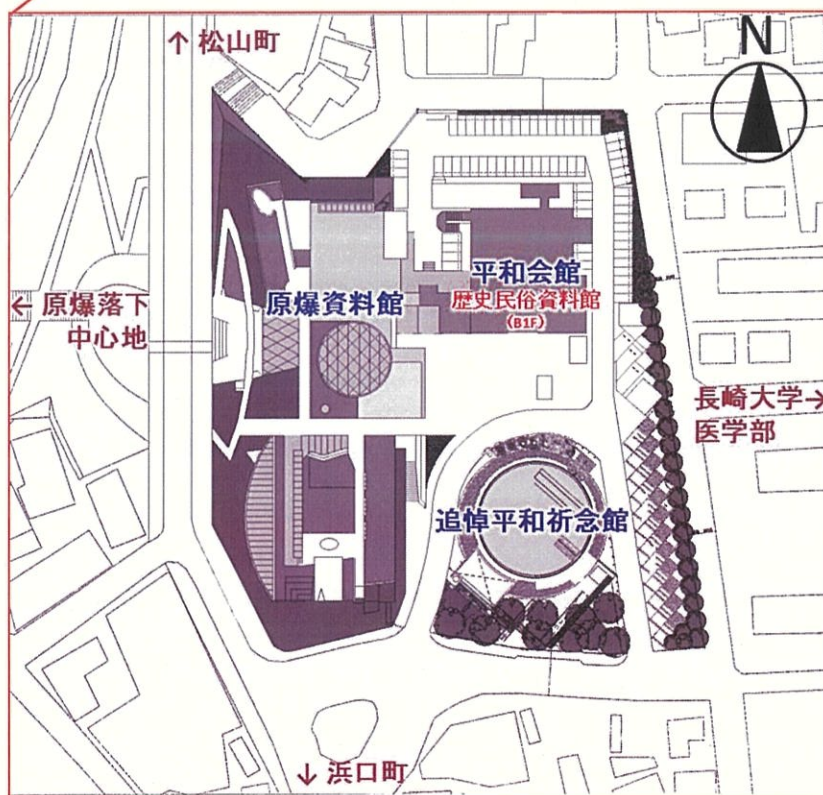 ↑ 松山町
N
平和会館
歴史民俗資料館
(B1F)
原爆資料館
← 原爆落下
中心地
長崎大学→
医学部
追悼平和祈念館
↓ 浜口町